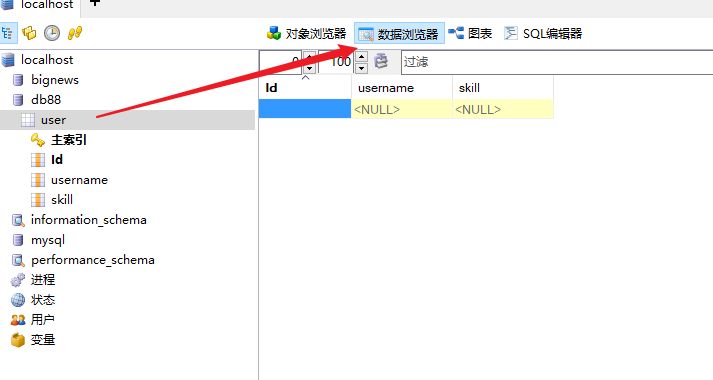 localhost +
对象浏览器 数据浏览器 图表 SQL编辑器
localhost
bignews
db88
user
主索引
Id
username
skill
information_schema
mysql
performance_schema
进程
状态
用户
变量
0 100 过滤
Id username skill
<NULL> <NULL>